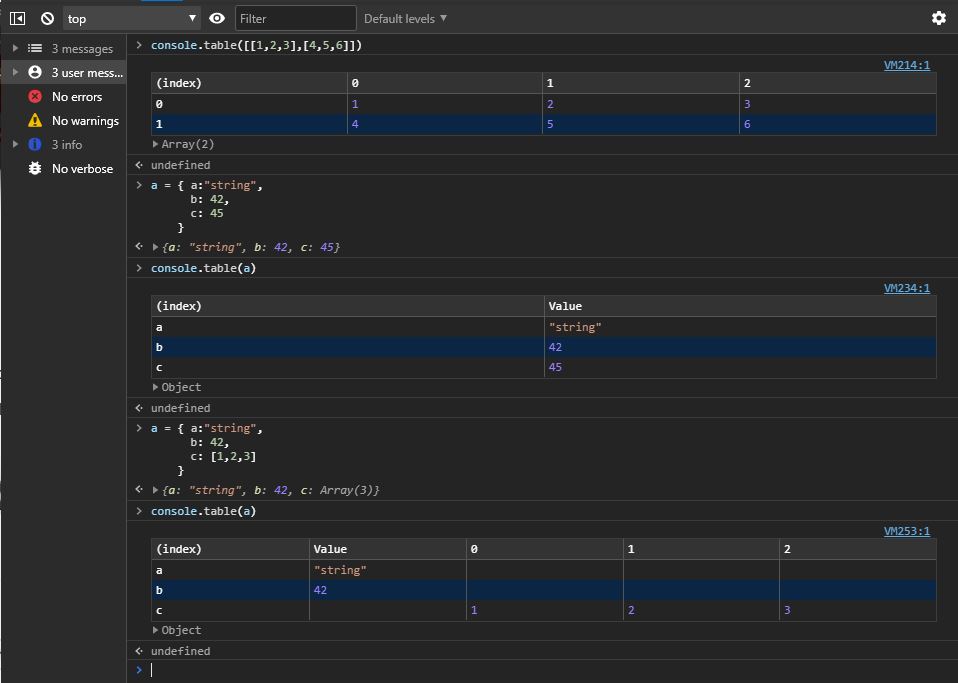 top Filter Default levels
3 messages
3 user mess...
No errors
No warnings
3 info
No verbose
> console.table([[1,2,3],[4,5,6]])
VM214:1
(index) 0 1 2
0 1 2 3
1 4 5 6
Array(2)
undefined
> a = { a:"string",
b: 42,
c: 45
}
{a: "string", b: 42, c: 45}
> console.table(a)
VM234:1
(index) Value
a "string"
b 42
c 45
Object
undefined
> a = { a:"string",
b: 42,
c: [1,2,3]
}
{a: "string", b: 42, c: Array(3)}
> console.table(a)
VM253:1
(index) Value 0 1 2
a "string"
b 42
c 1 2 3
Object
undefined
>